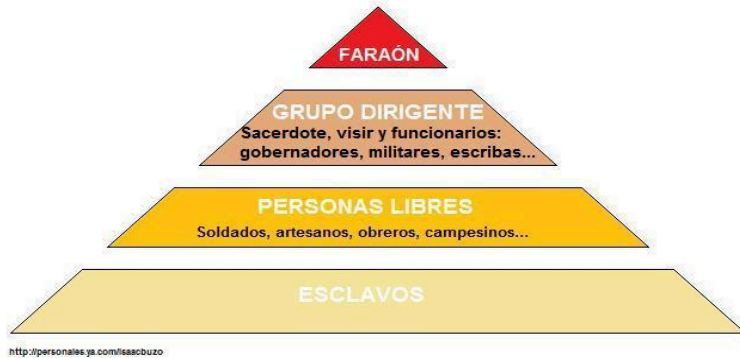 FARAÓN
GRUPO DIRIGENTE
Sacerdote, visir y funcionarios:
gobernadores, militares, escribas...
PERSONAS LIBRES
Soldados, artesanos, obreros, campesinos...
ESCLAVOS
http://personales.ya.com/isaacbuzo